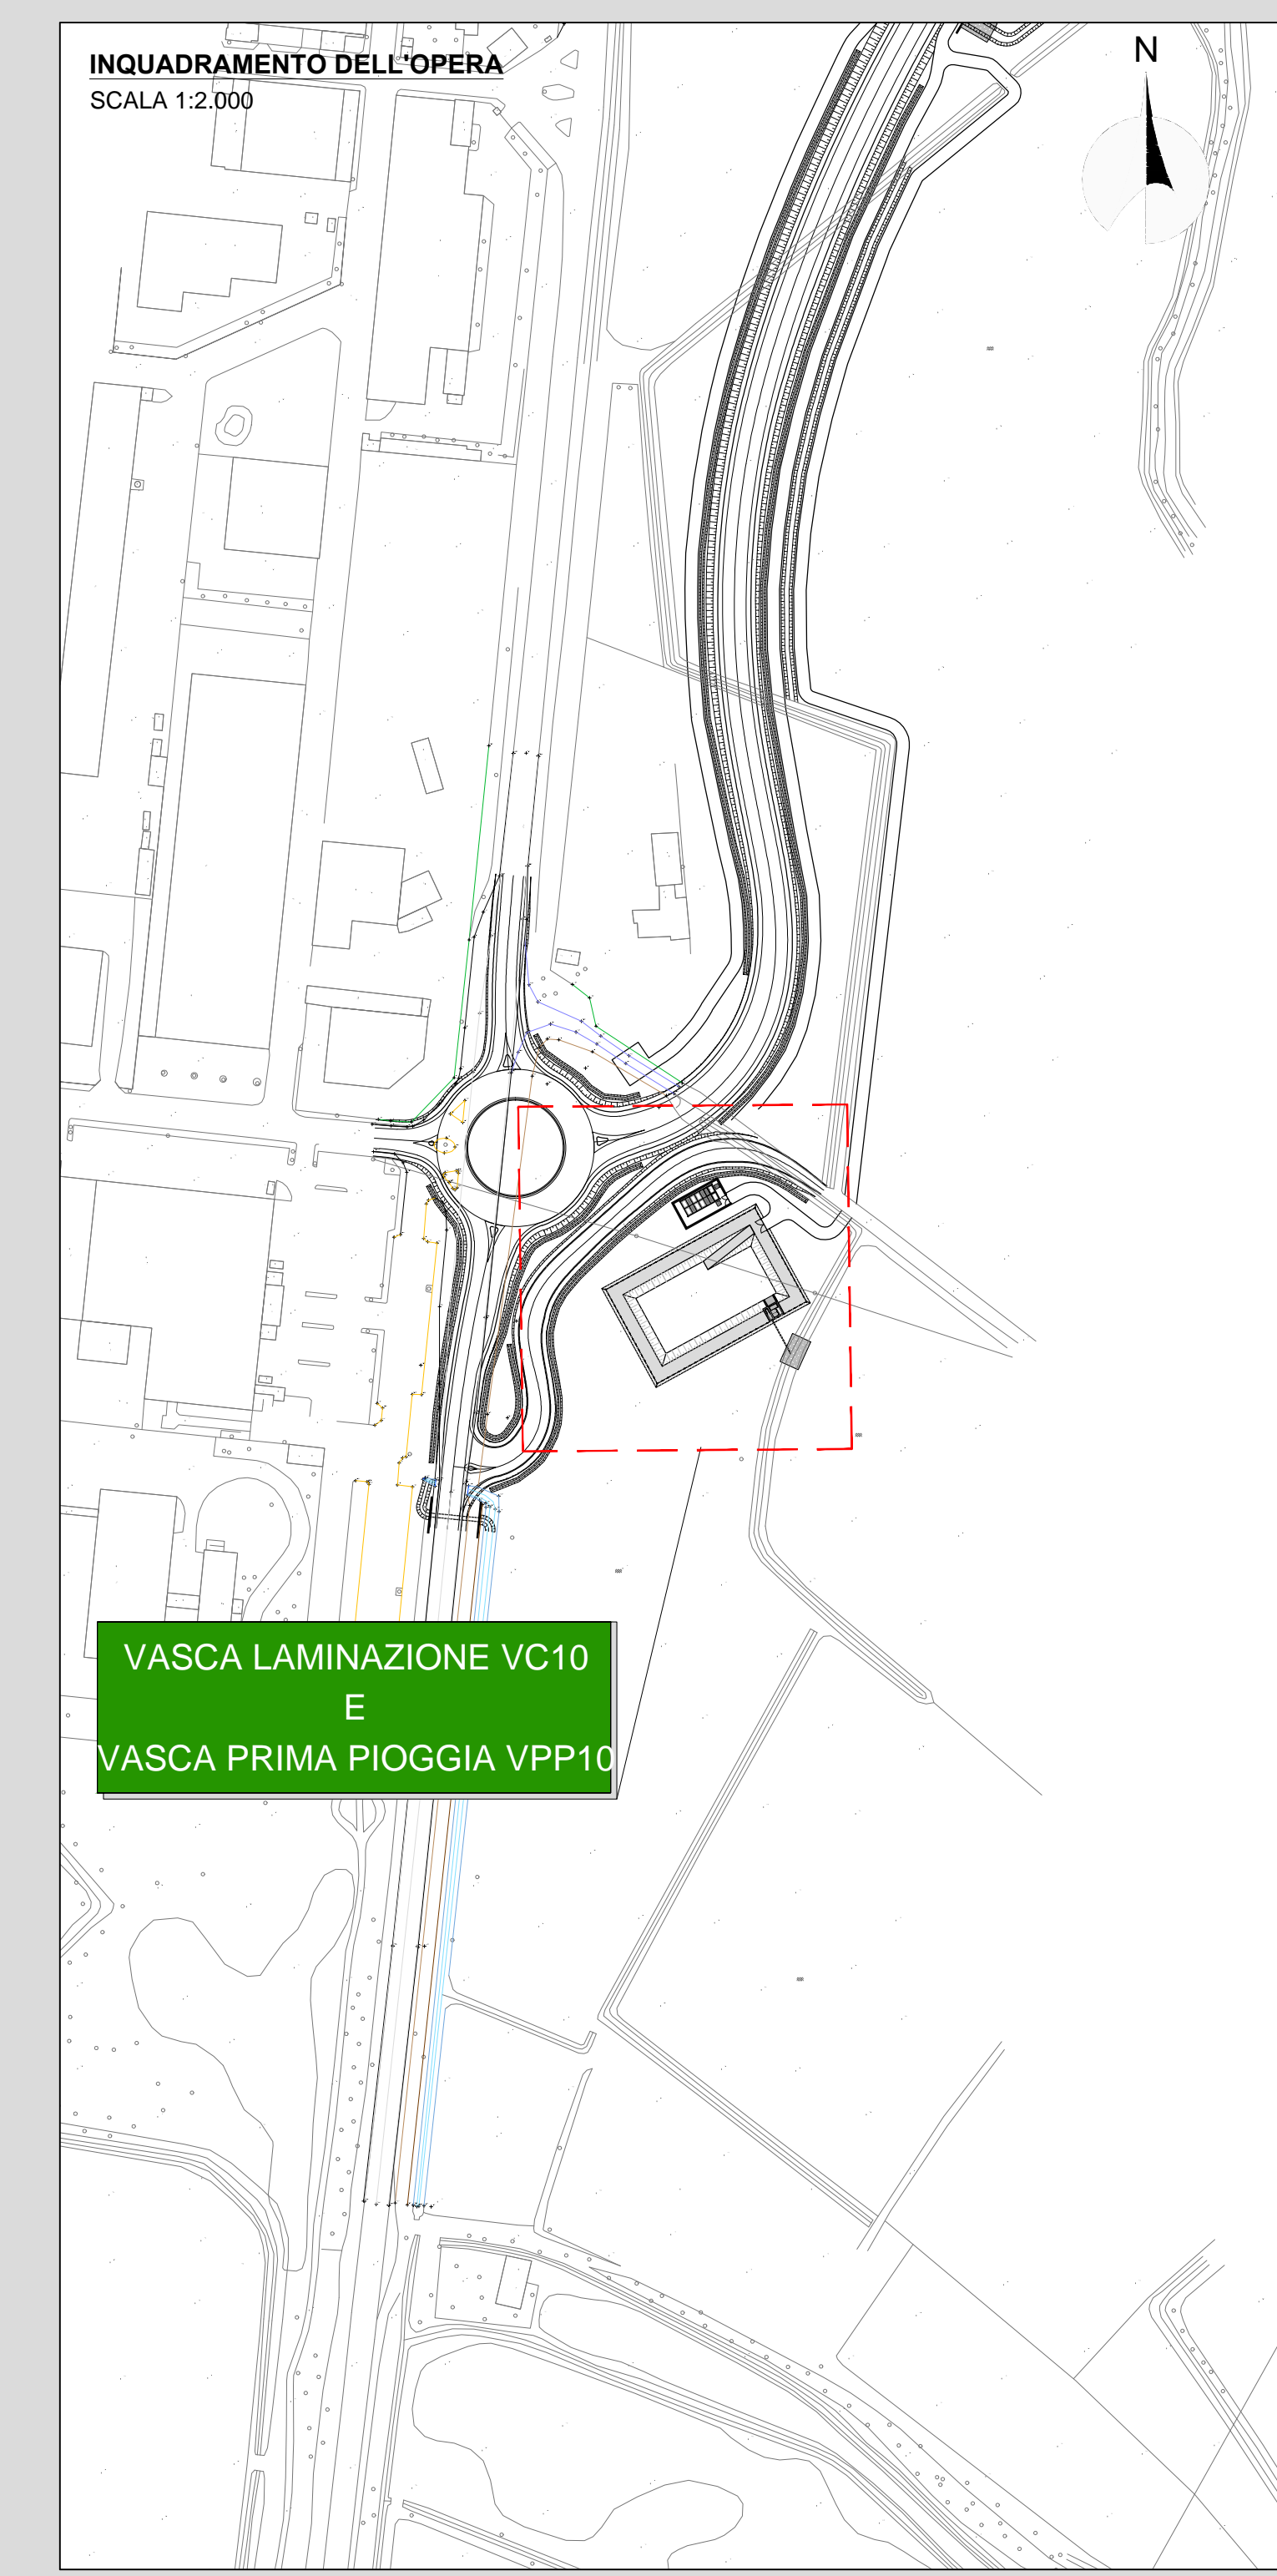 INQUADRAMENTO DELL'OPERA
SCALA 1:2.000
N
VASCA LAMINAZIONE VC10
E
VASCA PRIMA PIOGGIA VPP10